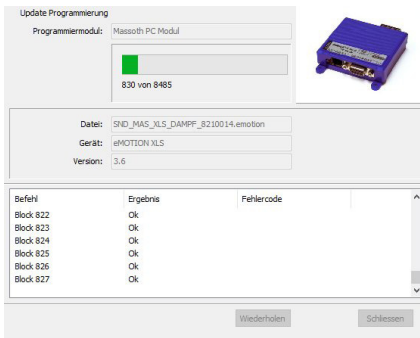 Update Programmierung
Programmiermodul: Massoth PC Modul
830 von 8485
Datei: SND_MAS_XLS_DAMPF_8210014.emotion
Gerät: eMOTION XLS
Version: 3.6
Befehl Ergebnis Fehlercode
Block 822 Ok
Block 823 Ok
Block 824 Ok
Block 825 Ok
Block 826 Ok
Block 827 Ok
Wiederholen Schliessen